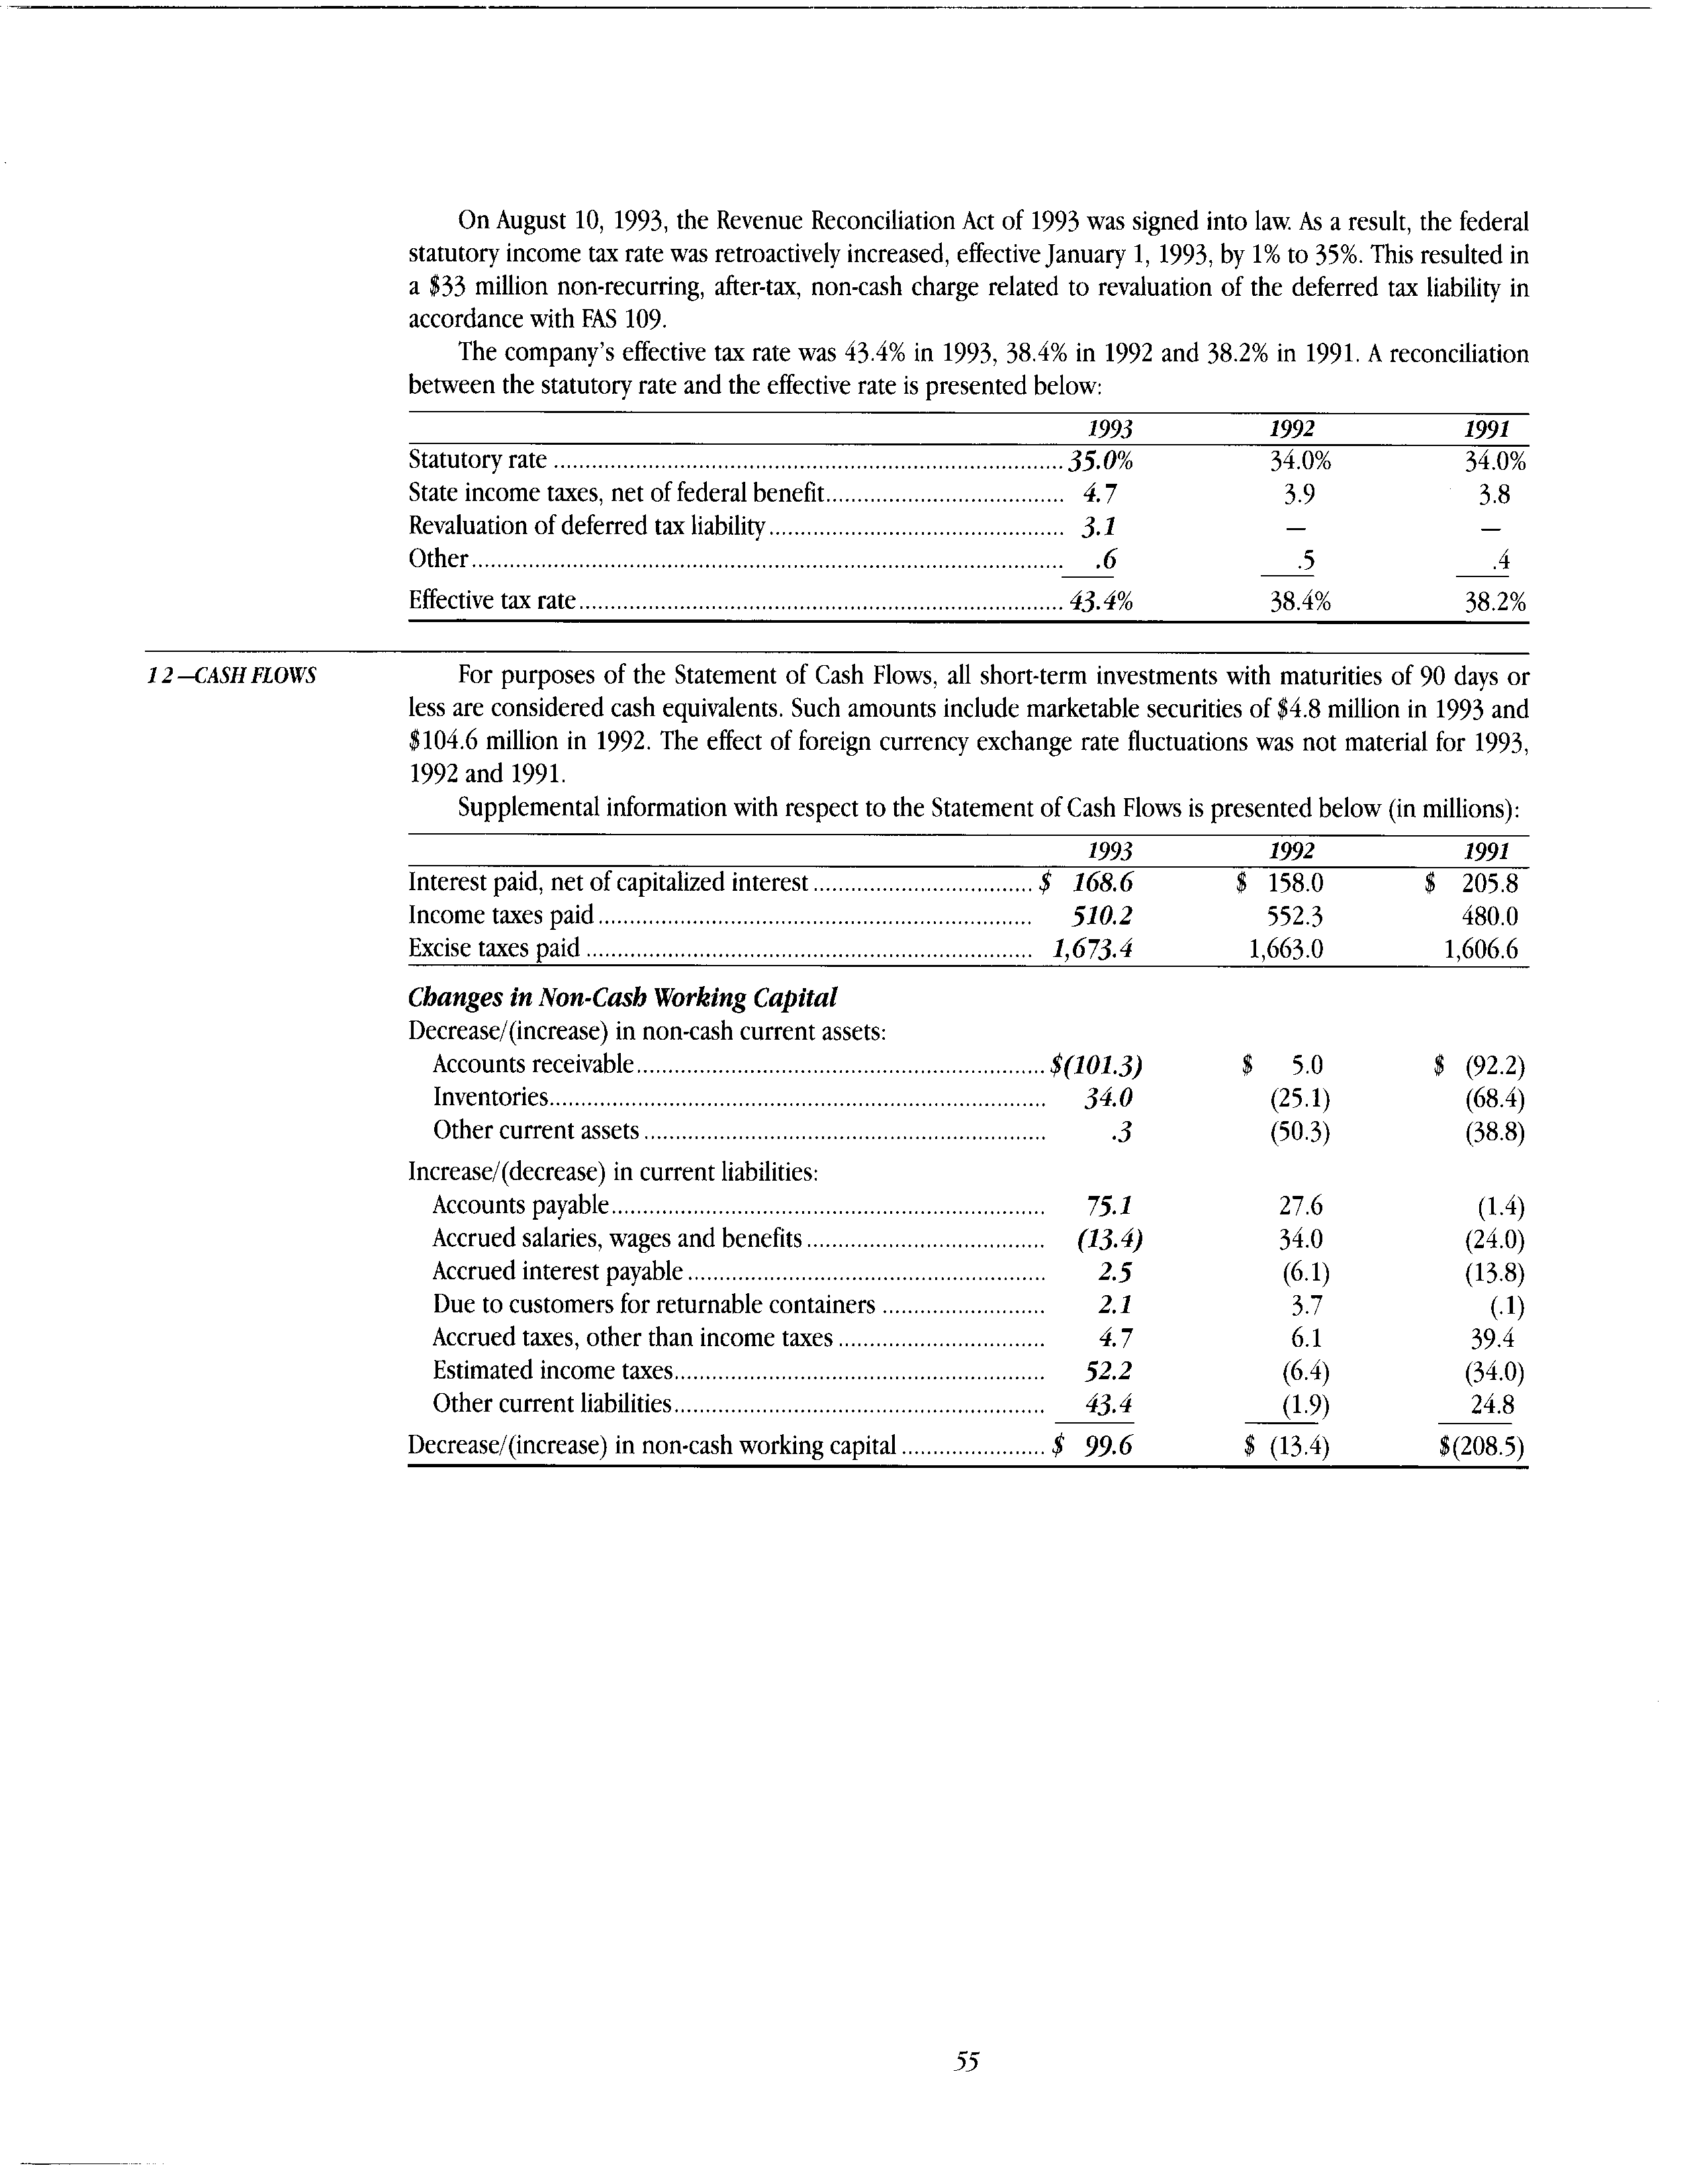 On August 10, 1993, the Revenue Reconciliation Act of 1993 was signed into law. As a result, the federal
statutory income tax rate was retroactively increased, effective January 1, 1993, by 1% to 35%. This resulted in
a $33 million non-recurring, after-tax, non-cash charge related to revaluation of the deferred tax liability in
accordance with FAS 109.
The company's effective tax rate was 43.4% in 1993, 38.4% in 1992 and 38.2% in 1991. A reconciliation
between the statutory rate and the effective rate is presented below:
1993 1992 1991
Statutory rate 35.0% 34.0% 34.0%
State income taxes, net of federal benefit 4.7 3.9 3.8
Revaluation of deferred tax liability 3.1 — —
Other .6 .5 .4
Effective tax rate 43.4% 38.4% 38.2%
12—CASH FLOWS
For purposes of the Statement of Cash Flows, all short-term investments with maturities of 90 days or
less are considered cash equivalents. Such amounts include marketable securities of $4.8 million in 1993 and
$104.6 million in 1992. The effect of foreign currency exchange rate fluctuations was not material for 1993,
1992 and 1991.
Supplemental information with respect to the Statement of Cash Flows is presented below (in millions):
1993 1992 1991
Interest paid, net of capitalized interest $ 168.6 $ 158.0 $ 205.8
Income taxes paid 510.2 552.3 480.0
Excise taxes paid 1,673.4 1,663.0 1,606.6
Changes in Non-Cash Working Capital
Decrease/(increase) in non-cash current assets:
Accounts receivable $(101.3) $ 5.0 $ (92.2)
Inventories 34.0 (25.1) (68.4)
Other current assets .3 (50.3) (38.8)
Increase/(decrease) in current liabilities:
Accounts payable 75.1 27.6 (1.4)
Accrued salaries, wages and benefits (13.4) 34.0 (24.0)
Accrued interest payable 2.5 (6.1) (13.8)
Due to customers for returnable containers 2.1 3.7 (.1)
Accrued taxes, other than income taxes 4.7 6.1 39.4
Estimated income taxes 52.2 (6.4) (34.0)
Other current liabilities 43.4 (1.9) 24.8
Decrease/(increase) in non-cash working capital $ 99.6 $ (13.4) $(208.5)
55